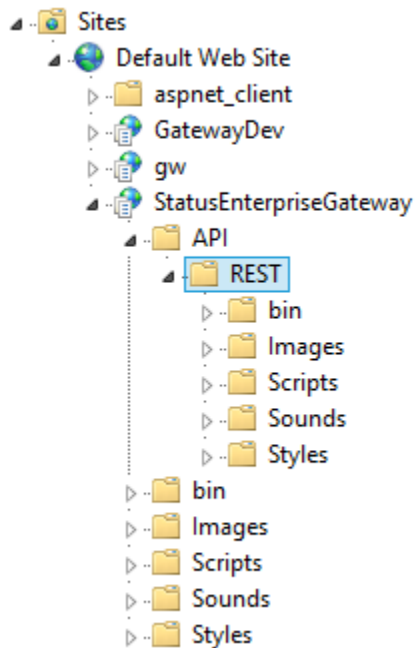 Sites
Default Web Site
aspnet_client
GatewayDev
gw
StatusEnterpriseGateway
API
REST
bin
Images
Scripts
Sounds
Styles
bin
Images
Scripts
Sounds
Styles